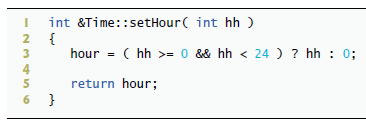 1 int &Time::setHour( int hh )
2 {
3 hour = ( hh >= 0 && hh < 24 ) ? hh : 0;
4
5 return hour;
6 }